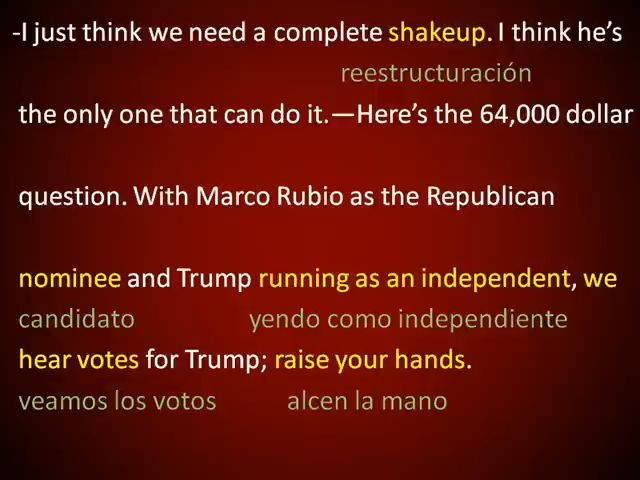 -I just think we need a complete shakeup. I think he’s
reestructuración
the only one that can do it.—Here’s the 64,000 dollar
question. With Marco Rubio as the Republican
nominee and Trump running as an independent, we
candidato yendo como independiente
hear votes for Trump; raise your hands.
veamos los votos alcen la mano